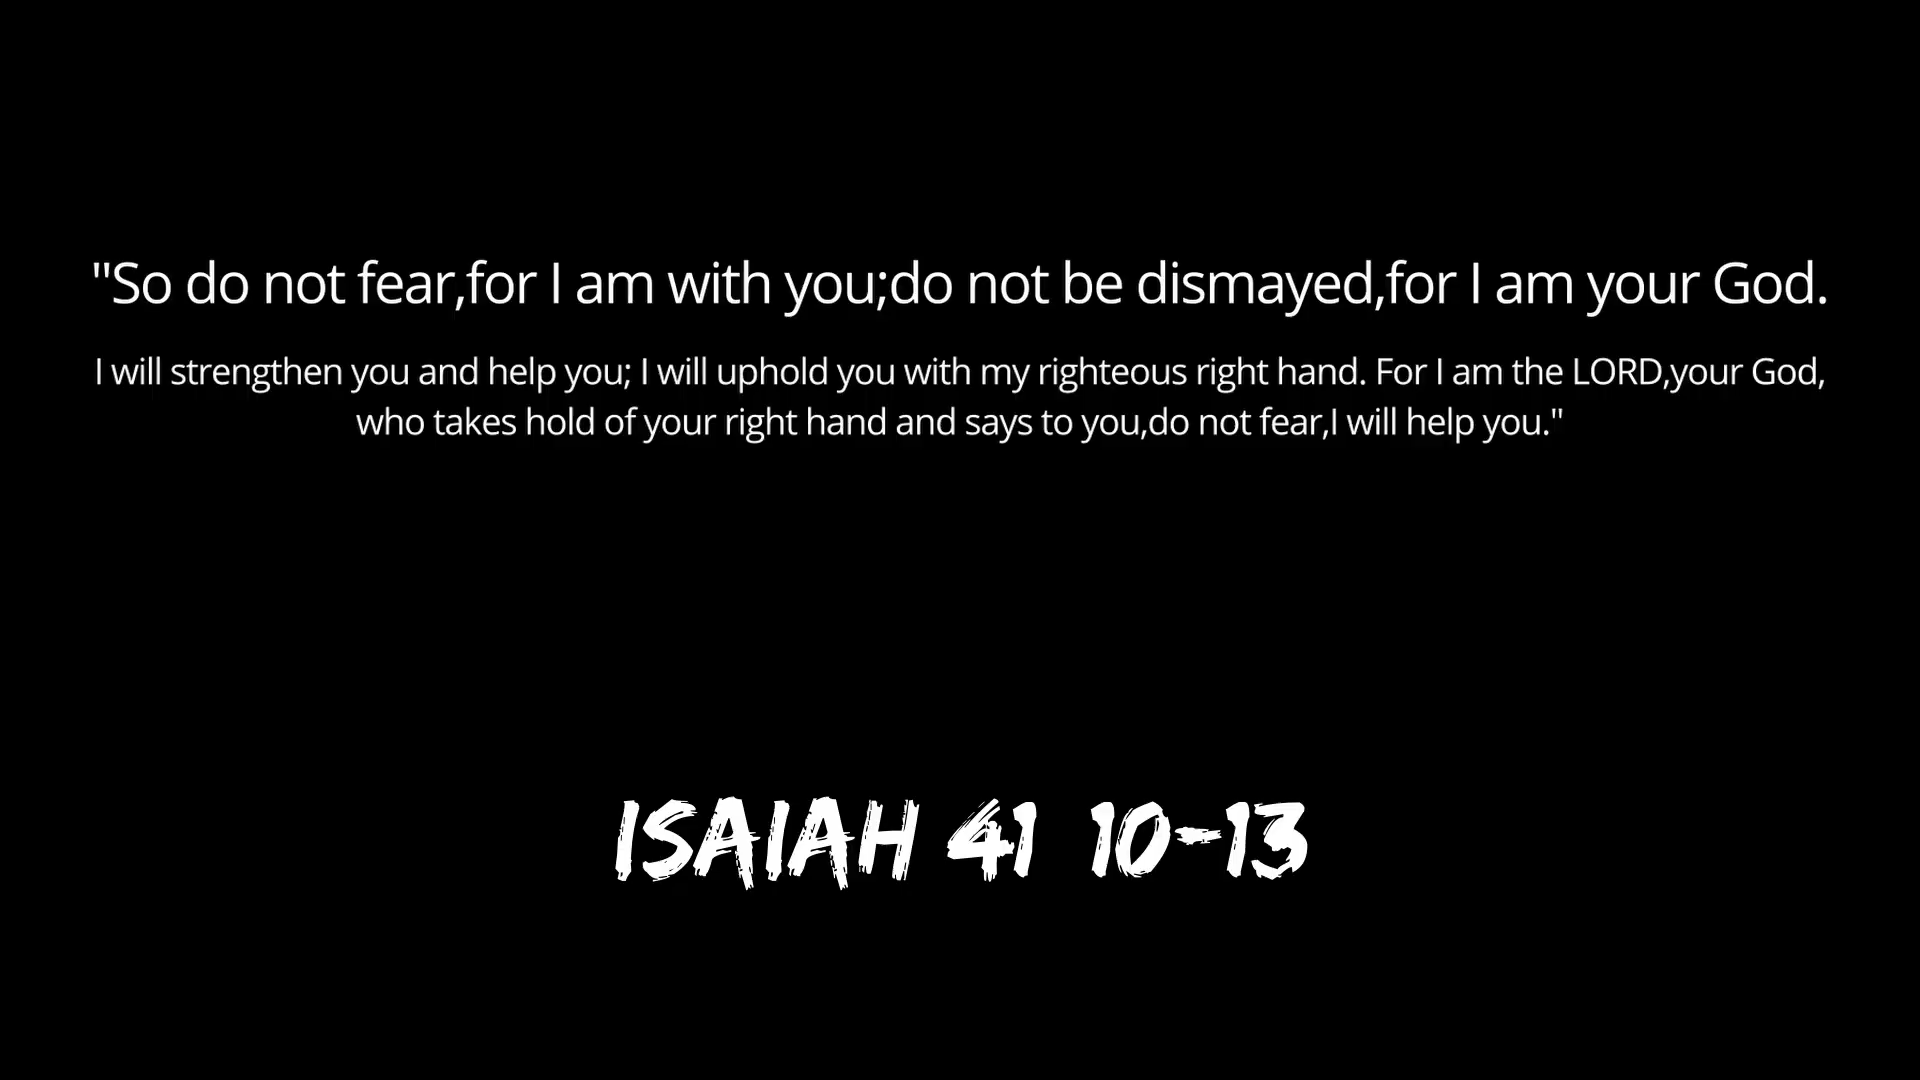 "So do not fear,for I am with you;do not be dismayed,for I am your God.
I will strengthen you and help you; I will uphold you with my righteous right hand. For I am the LORD,your God,
who takes hold of your right hand and says to you,do not fear,I will help you."
ISAIAH 41 10-13